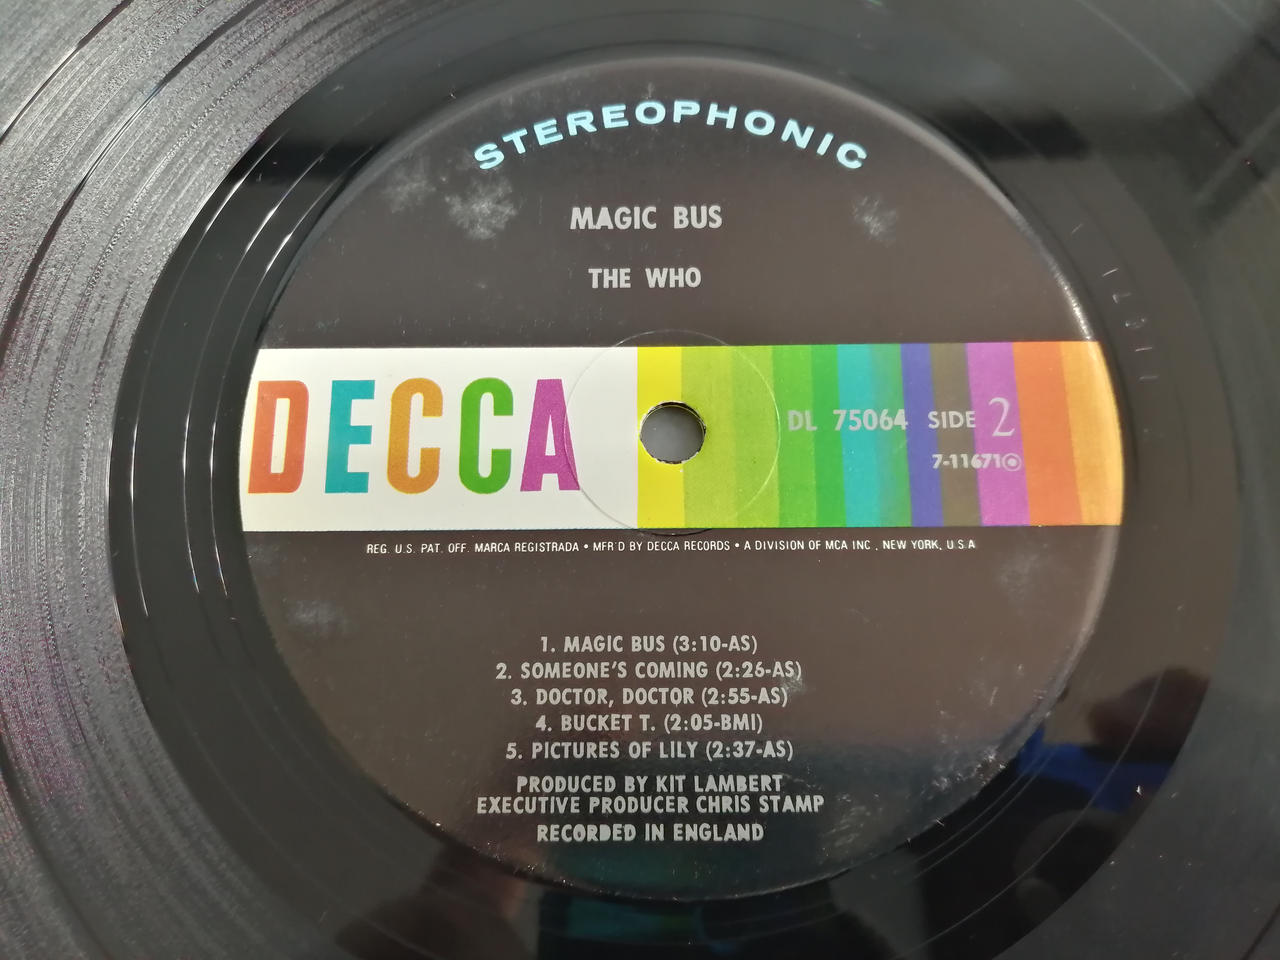 STEREOPHONIC
MAGIC BUS
THE WHO
DECCA
DL 75064 SIDE 2
7-11671
REG. U.S. PAT. OFF. MARCA REGISTRADA • MFR'D BY DECCA RECORDS • A DIVISION OF MCA INC., NEW YORK, U.S.A.
1. MAGIC BUS (3:10-AS)
2. SOMEONE'S COMING (2:26-AS)
3. DOCTOR, DOCTOR (2:55-AS)
4. BUCKET T. (2:05-BMI)
5. PICTURES OF LILY (2:37-AS)
PRODUCED BY KIT LAMBERT
EXECUTIVE PRODUCER CHRIS STAMP
RECORDED IN ENGLAND